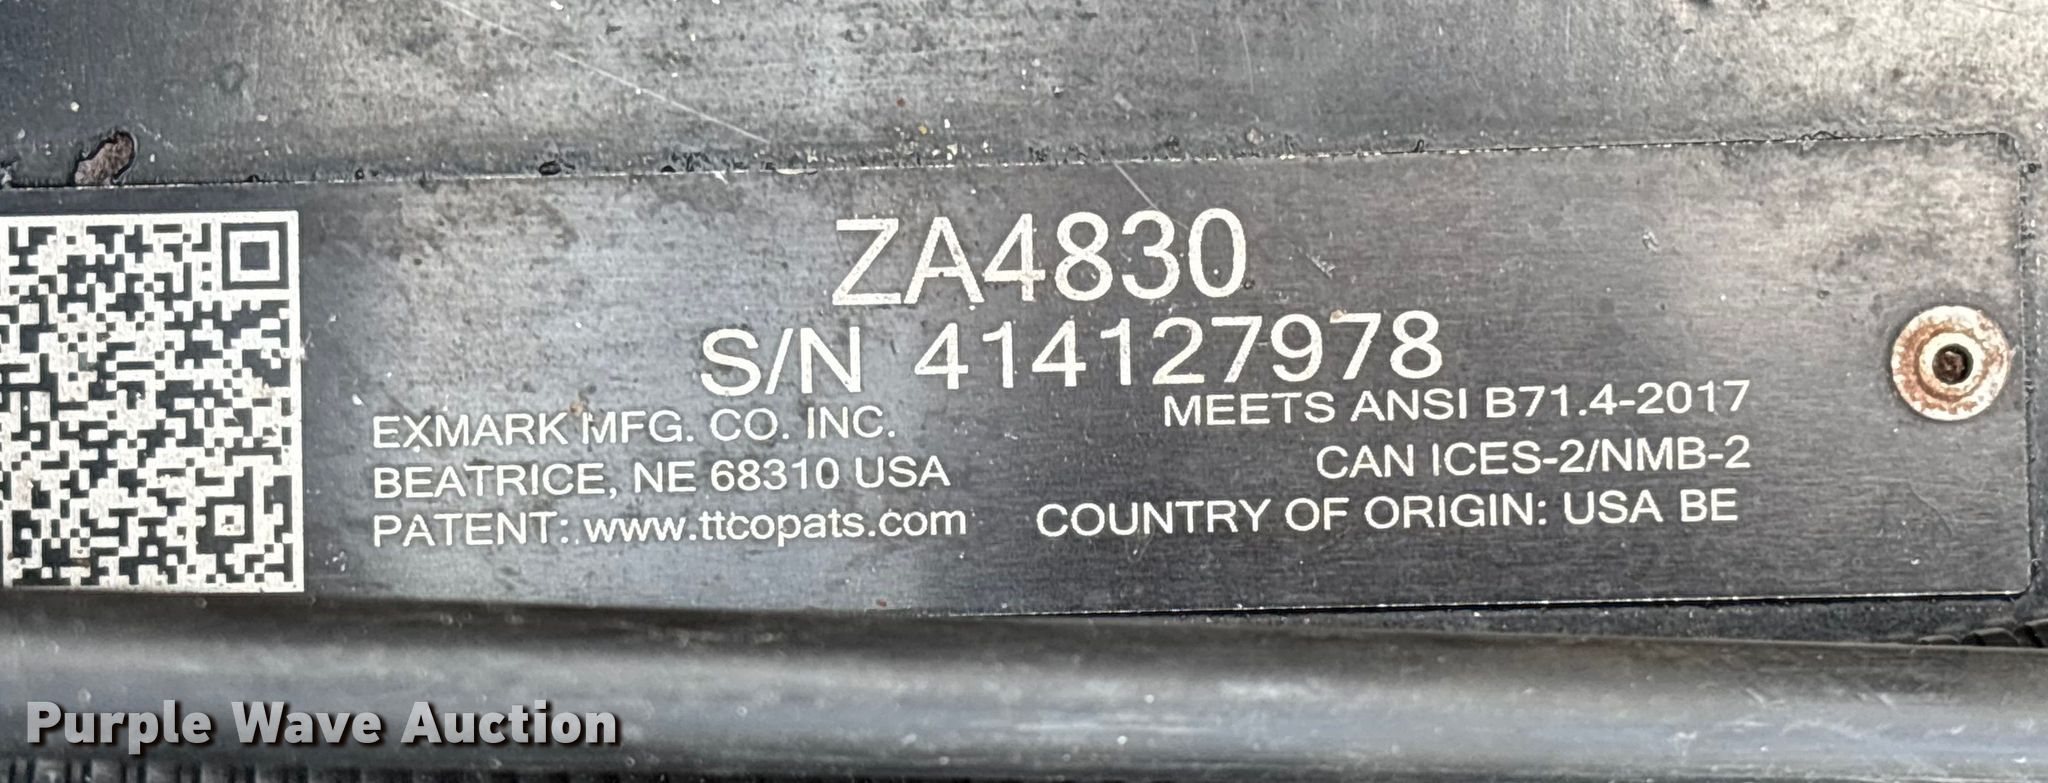 ZA4830
S/N 414127978
EXMARK MFG. CO. INC.
BEATRICE, NE 68310 USA
PATENT: www.ttcopats.com
MEETS ANSI B71.4-2017
CAN ICES-2/NMB-2
COUNTRY OF ORIGIN: USA BE
Purple Wave Auction